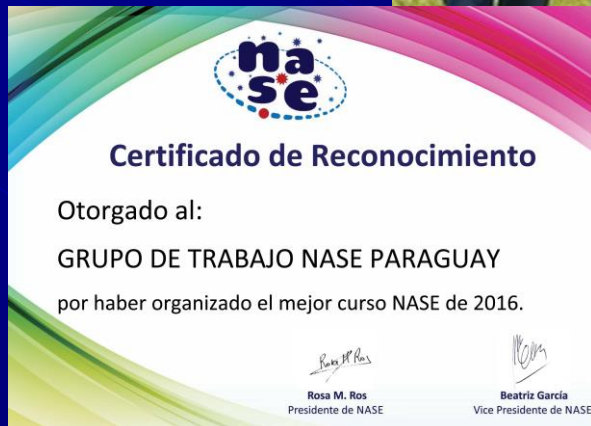 nase
Certificado de Reconocimiento
Otorgado al:
GRUPO DE TRABAJO NASE PARAGUAY
por haber organizado el mejor curso NASE de 2016.
Rosa M. Ros
Beatriz García
Presidente de NASE
Vice Presidente de NASE